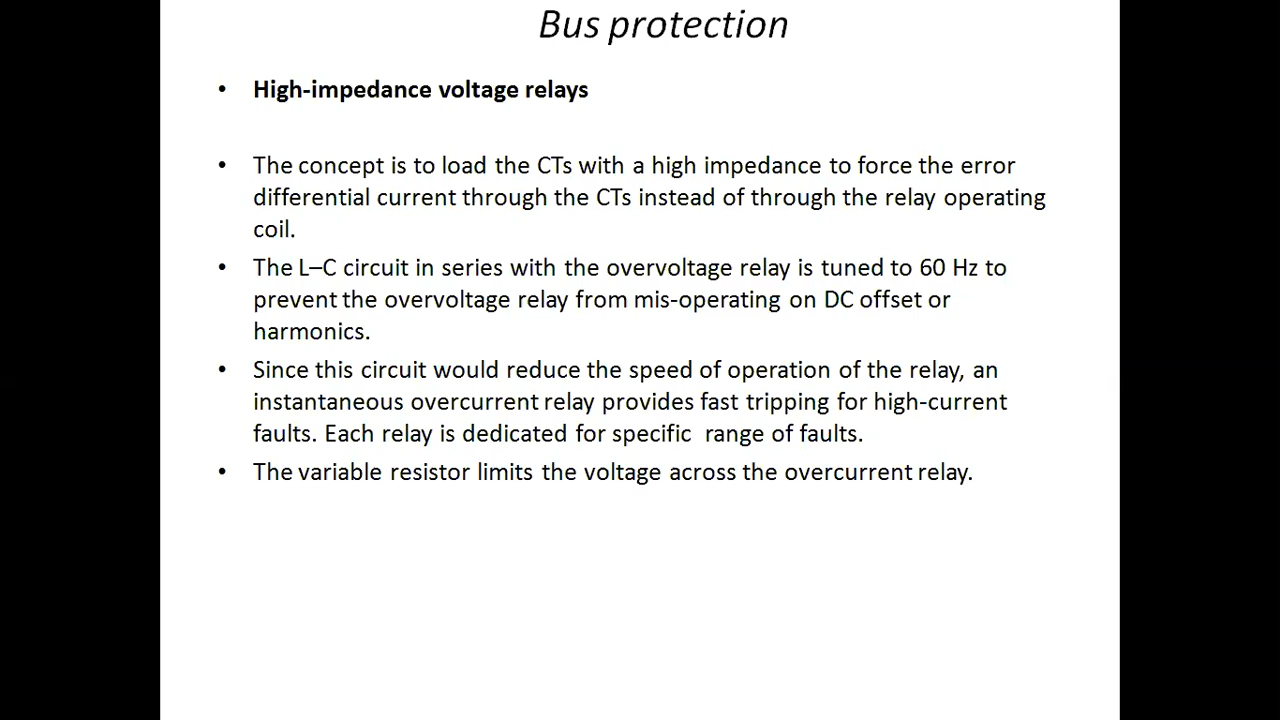 Bus protection
• High-impedance voltage relays
• The concept is to load the CTs with a high impedance to force the error
differential current through the CTs instead of through the relay operating
coil.
• The L–C circuit in series with the overvoltage relay is tuned to 60 Hz to
prevent the overvoltage relay from mis-operating on DC offset or
harmonics.
• Since this circuit would reduce the speed of operation of the relay, an
instantaneous overcurrent relay provides fast tripping for high-current
faults. Each relay is dedicated for specific range of faults.
• The variable resistor limits the voltage across the overcurrent relay.